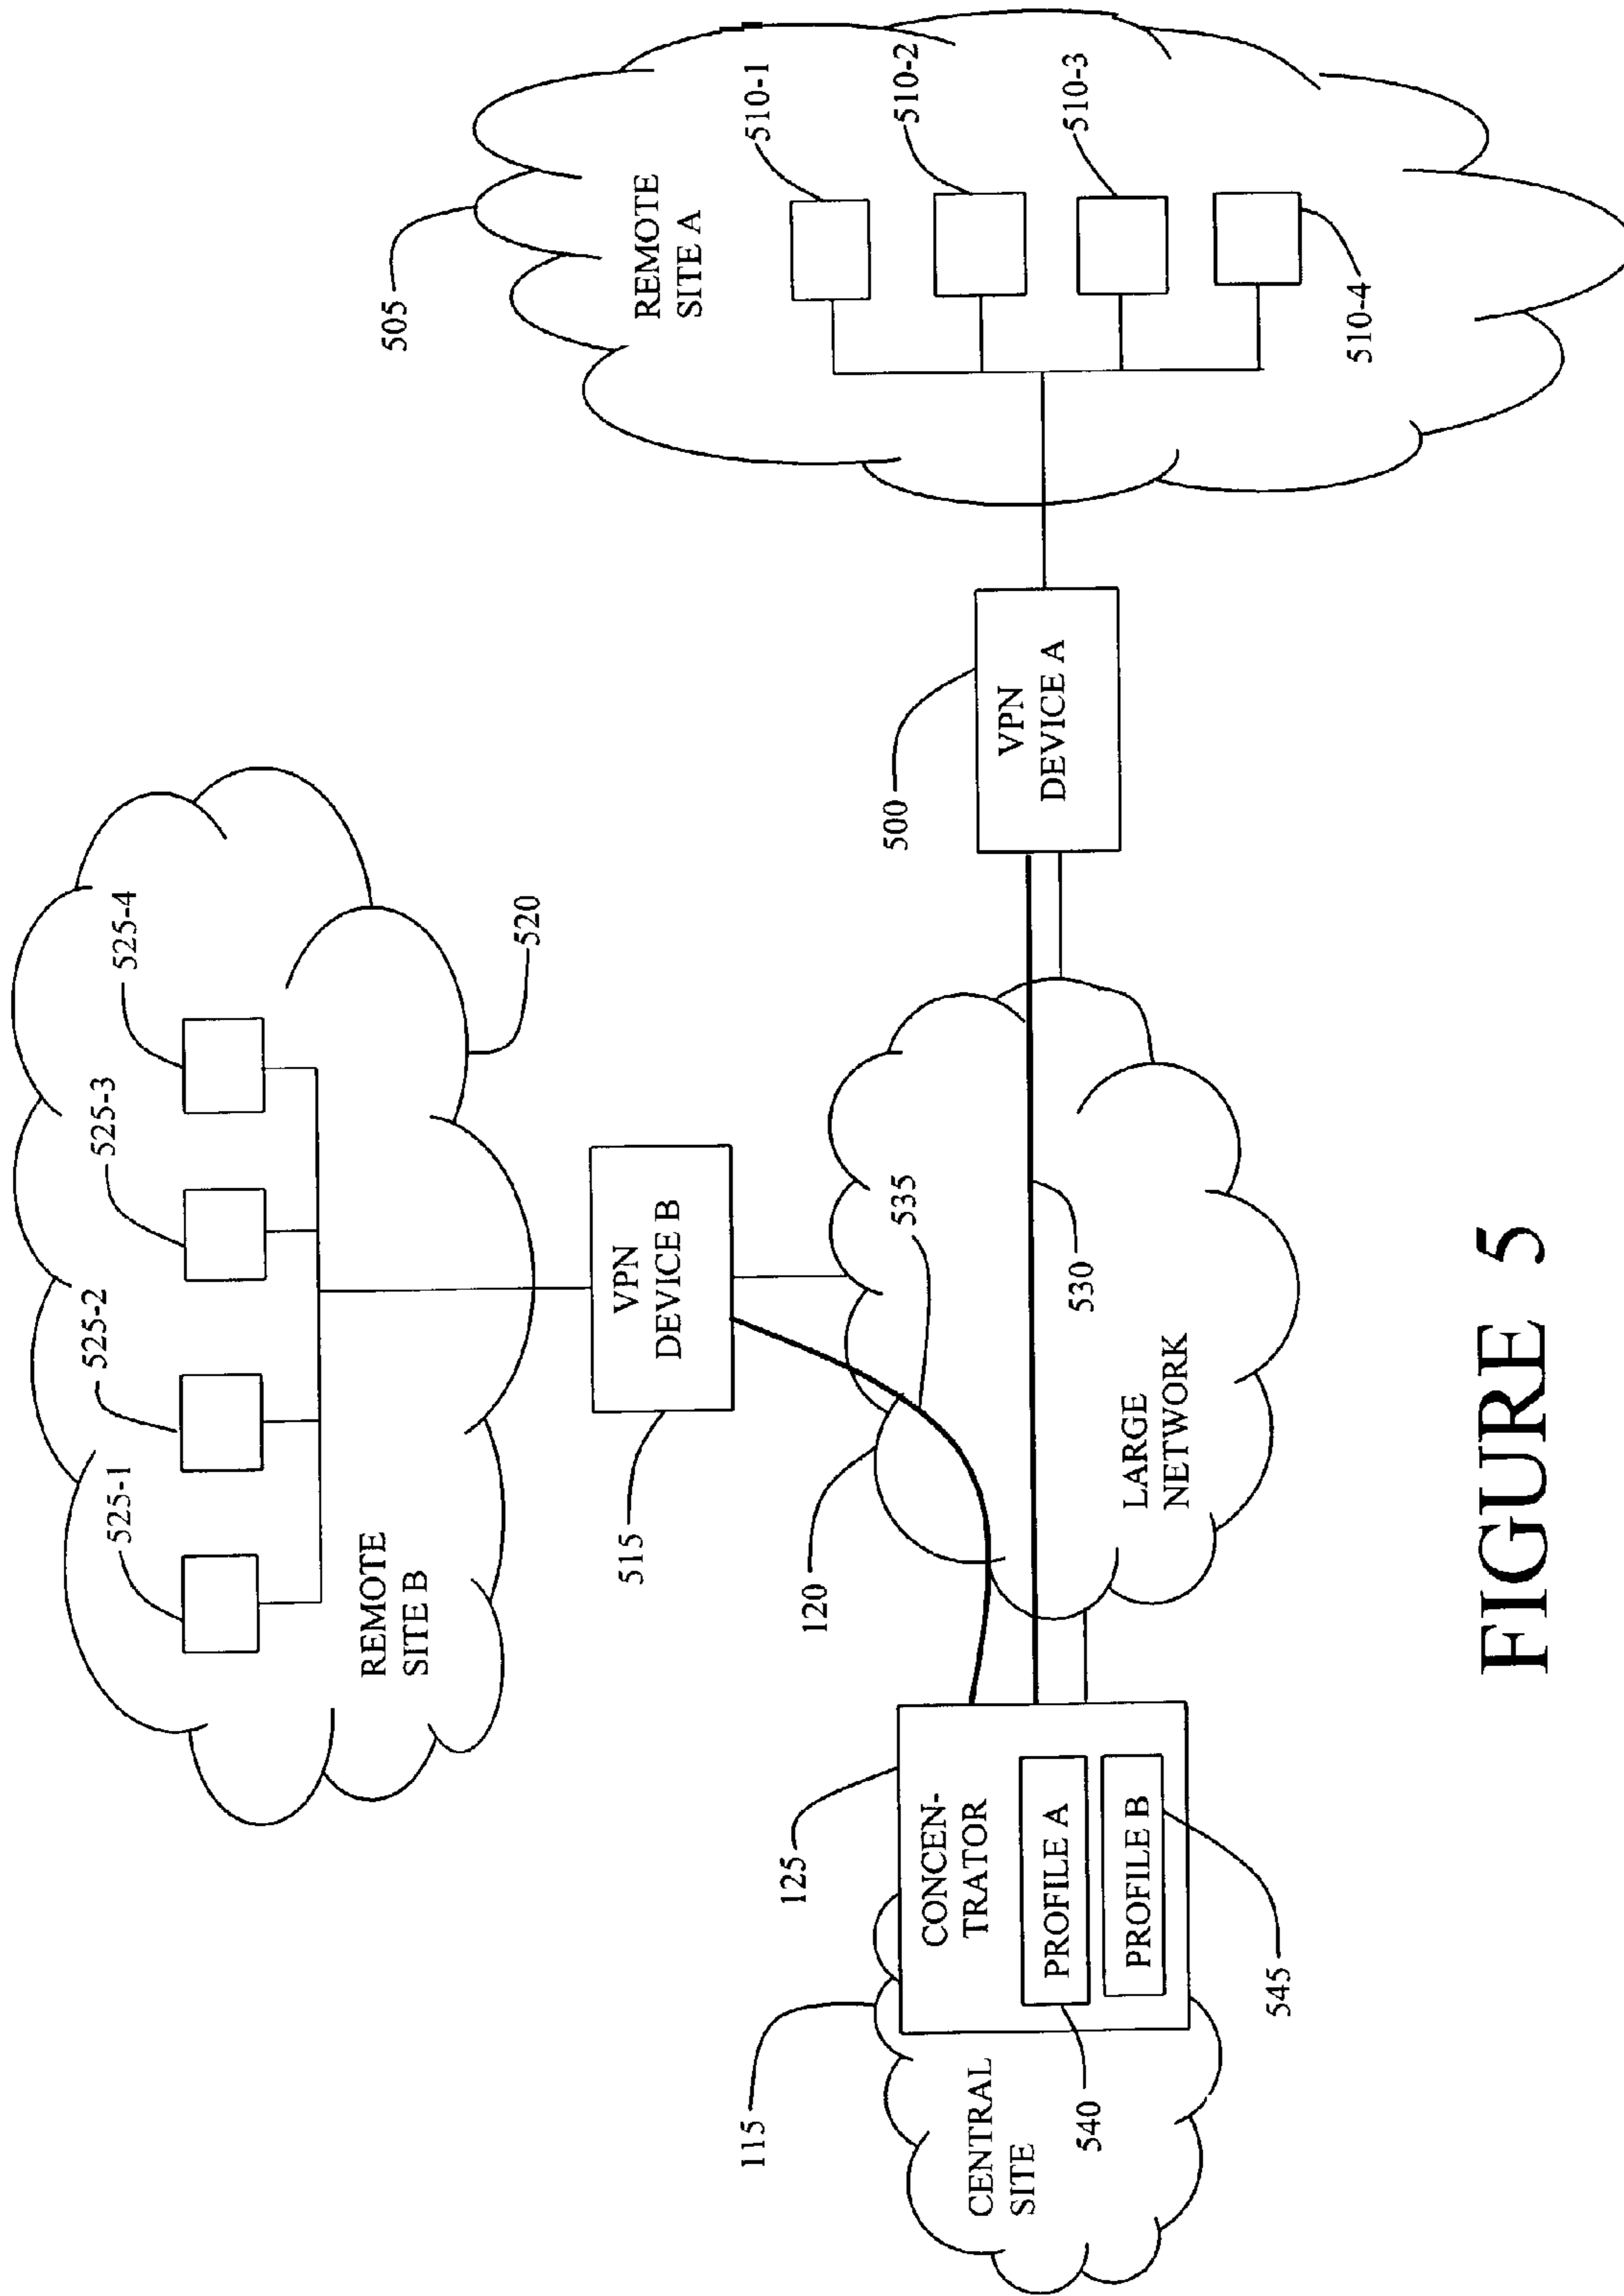 525-1
525-2
525-3
525-4
REMOTE
SITE B
520
505
REMOTE
SITE A
510-1
510-2
510-3
510-4
VPN
DEVICE B
515
VPN
DEVICE A
500
535
120
530
LARGE
NETWORK
125
CONCEN-
TRATOR
PROFILE A
PROFILE B
115
CENTRAL
SITE
540
545
FIGURE 5